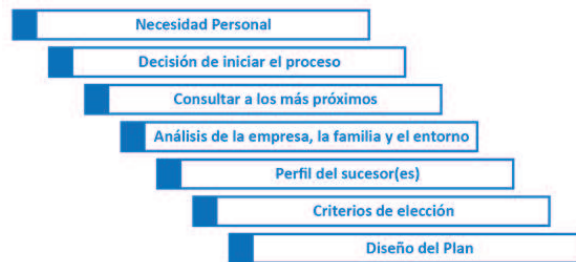 Necesidad Personal
Decisión de iniciar el proceso
Consultar a los más próximos
Análisis de la empresa, la familia y el entorno
Perfil del sucesor(es)
Criterios de elección
Diseño del Plan